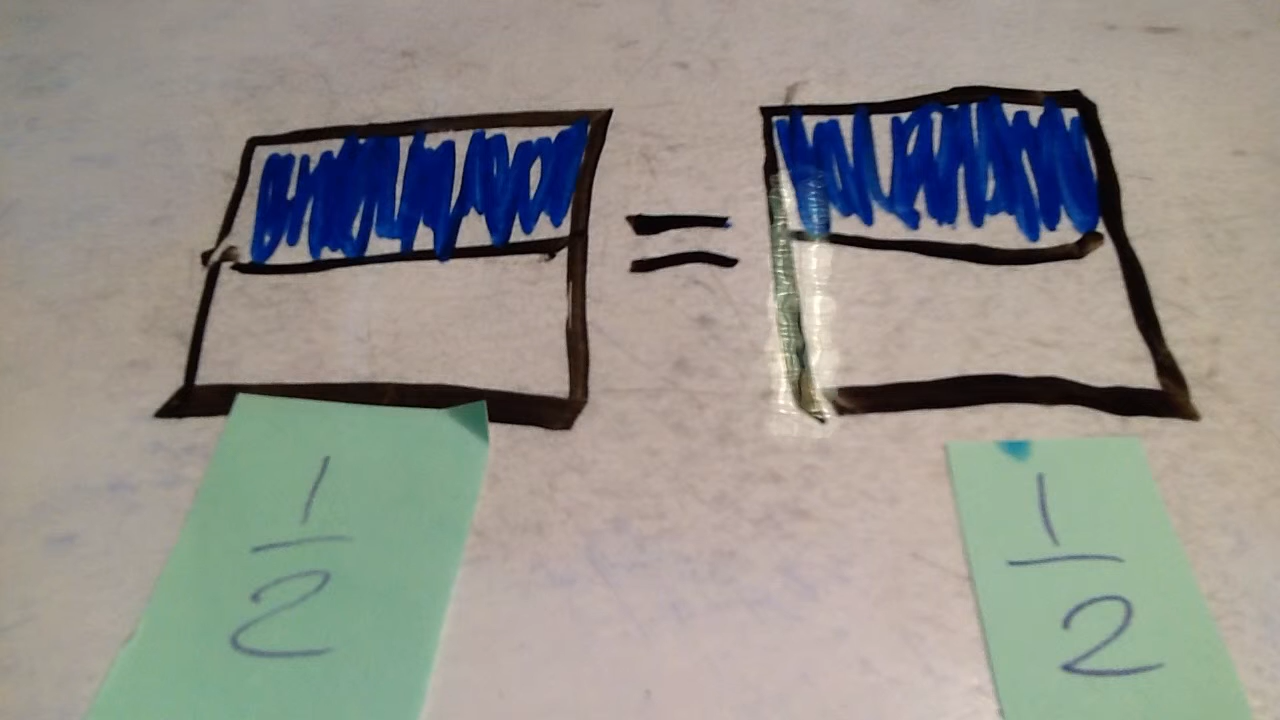 =
1/2 1/2